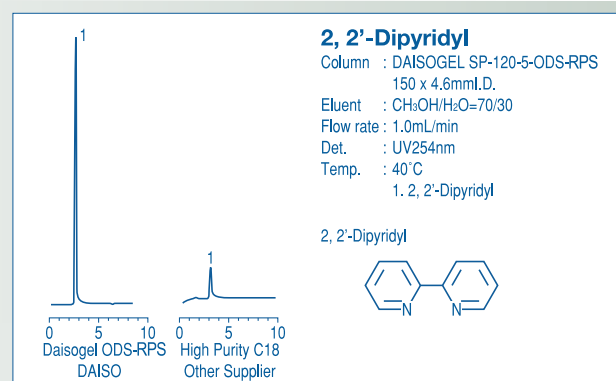 1
0 5 10
Daisogel ODS-RPS
DAISO
1
0 5 10
High Purity C18
Other Supplier
2, 2’-Dipyridyl
Column : DAISOGEL SP-120-5-ODS-RPS
150 x 4.6mmI.D.
Eluent : CH₃OH/H₂O=70/30
Flow rate : 1.0mL/min
Det. : UV254nm
Temp. : 40˚C
1. 2, 2’-Dipyridyl
2, 2’-Dipyridyl
N N